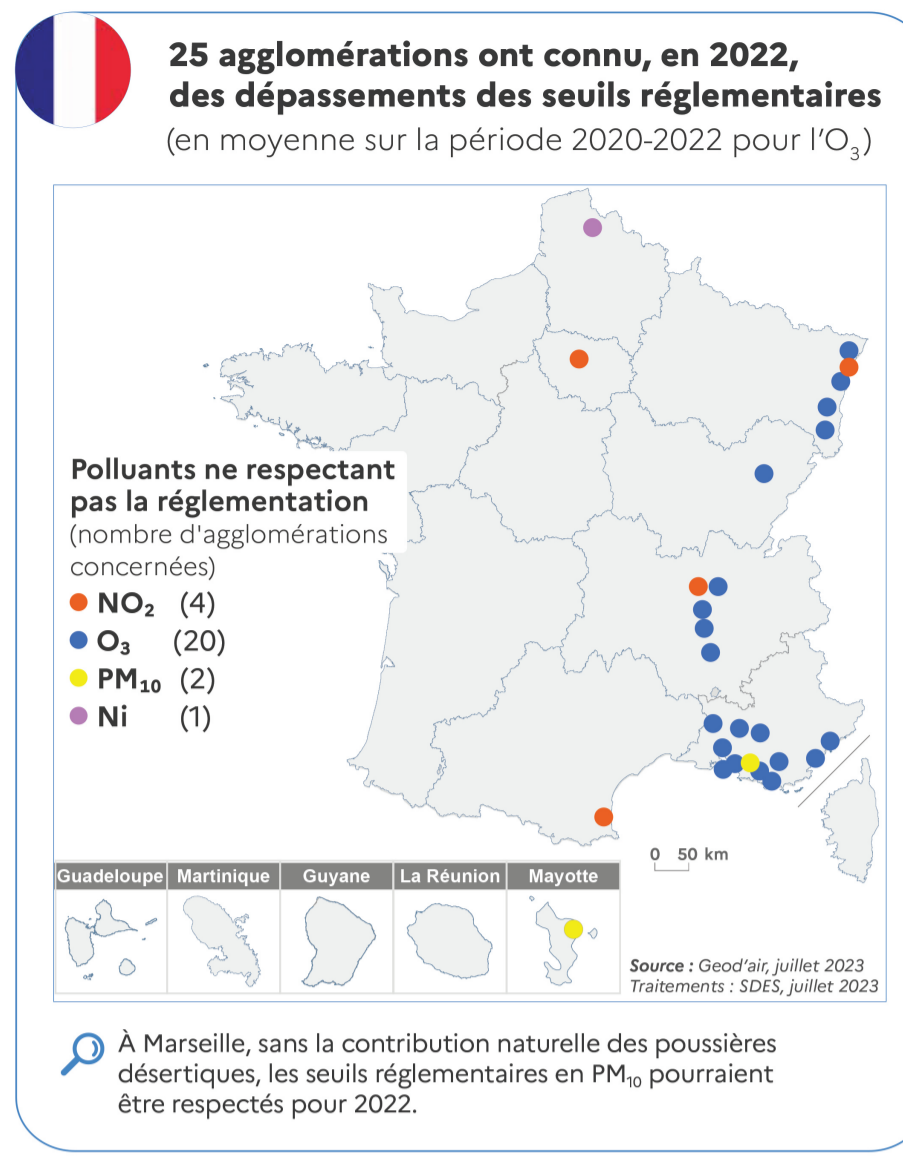 25 agglomérations ont connu, en 2022,
des dépassements des seuils réglementaires
(en moyenne sur la période 2020-2022 pour l'O₃)
Polluants ne respectant
pas la réglementation
(nombre d'agglomérations
concernées)
NO₂ (4)
O₃ (20)
PM₁₀ (2)
Ni (1)
0 50 km
Guadeloupe Martinique Guyane La Réunion Mayotte
Source : Geod'air, juillet 2023
Traitements : SDES, juillet 2023
À Marseille, sans la contribution naturelle des poussières
désertiques, les seuils réglementaires en PM₁₀ pourraient
être respectés pour 2022.